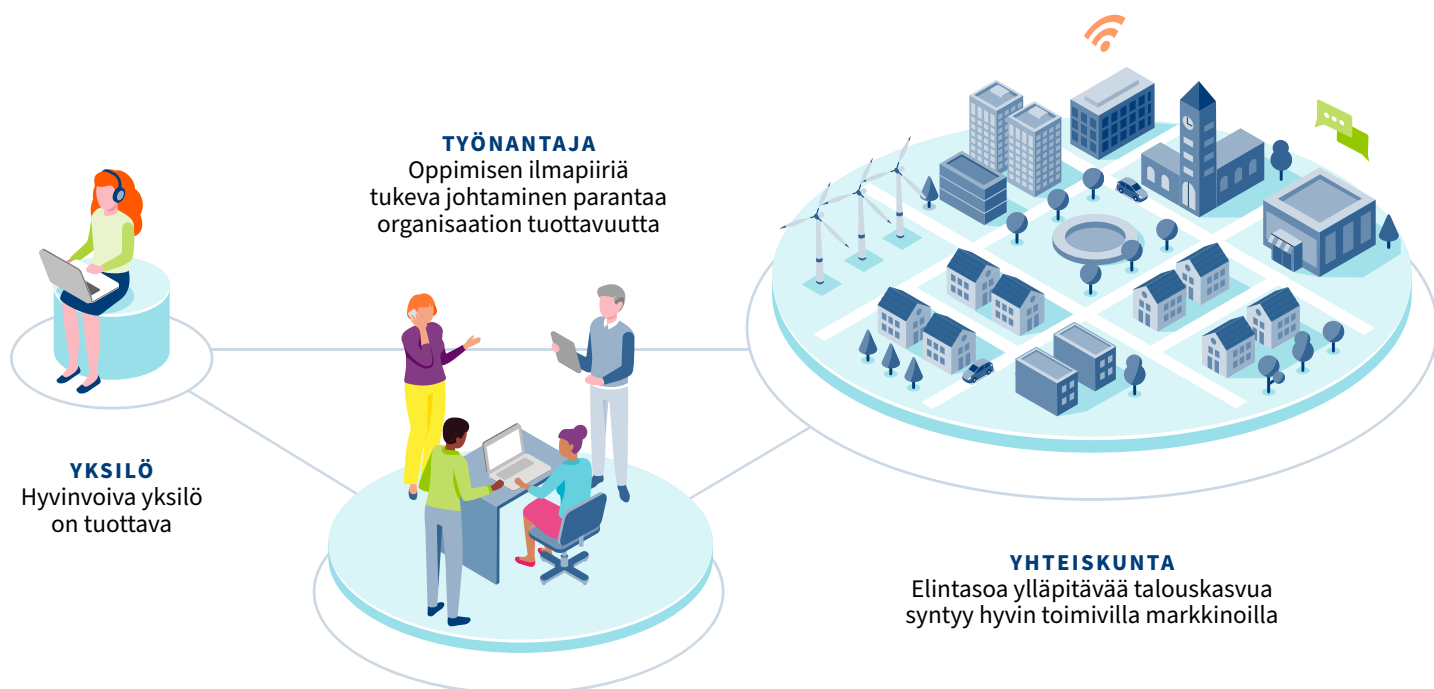 TYÖNANTAJA
Oppimisen ilmapiiriä
tukeva johtaminen parantaa
organisaation tuottavuutta
YKSILÖ
Hyvinvoiva yksilö
on tuottava
YHTEISKUNTA
Elintasoa ylläpitävää talouskasvua
syntyy hyvin toimivilla markkinoilla